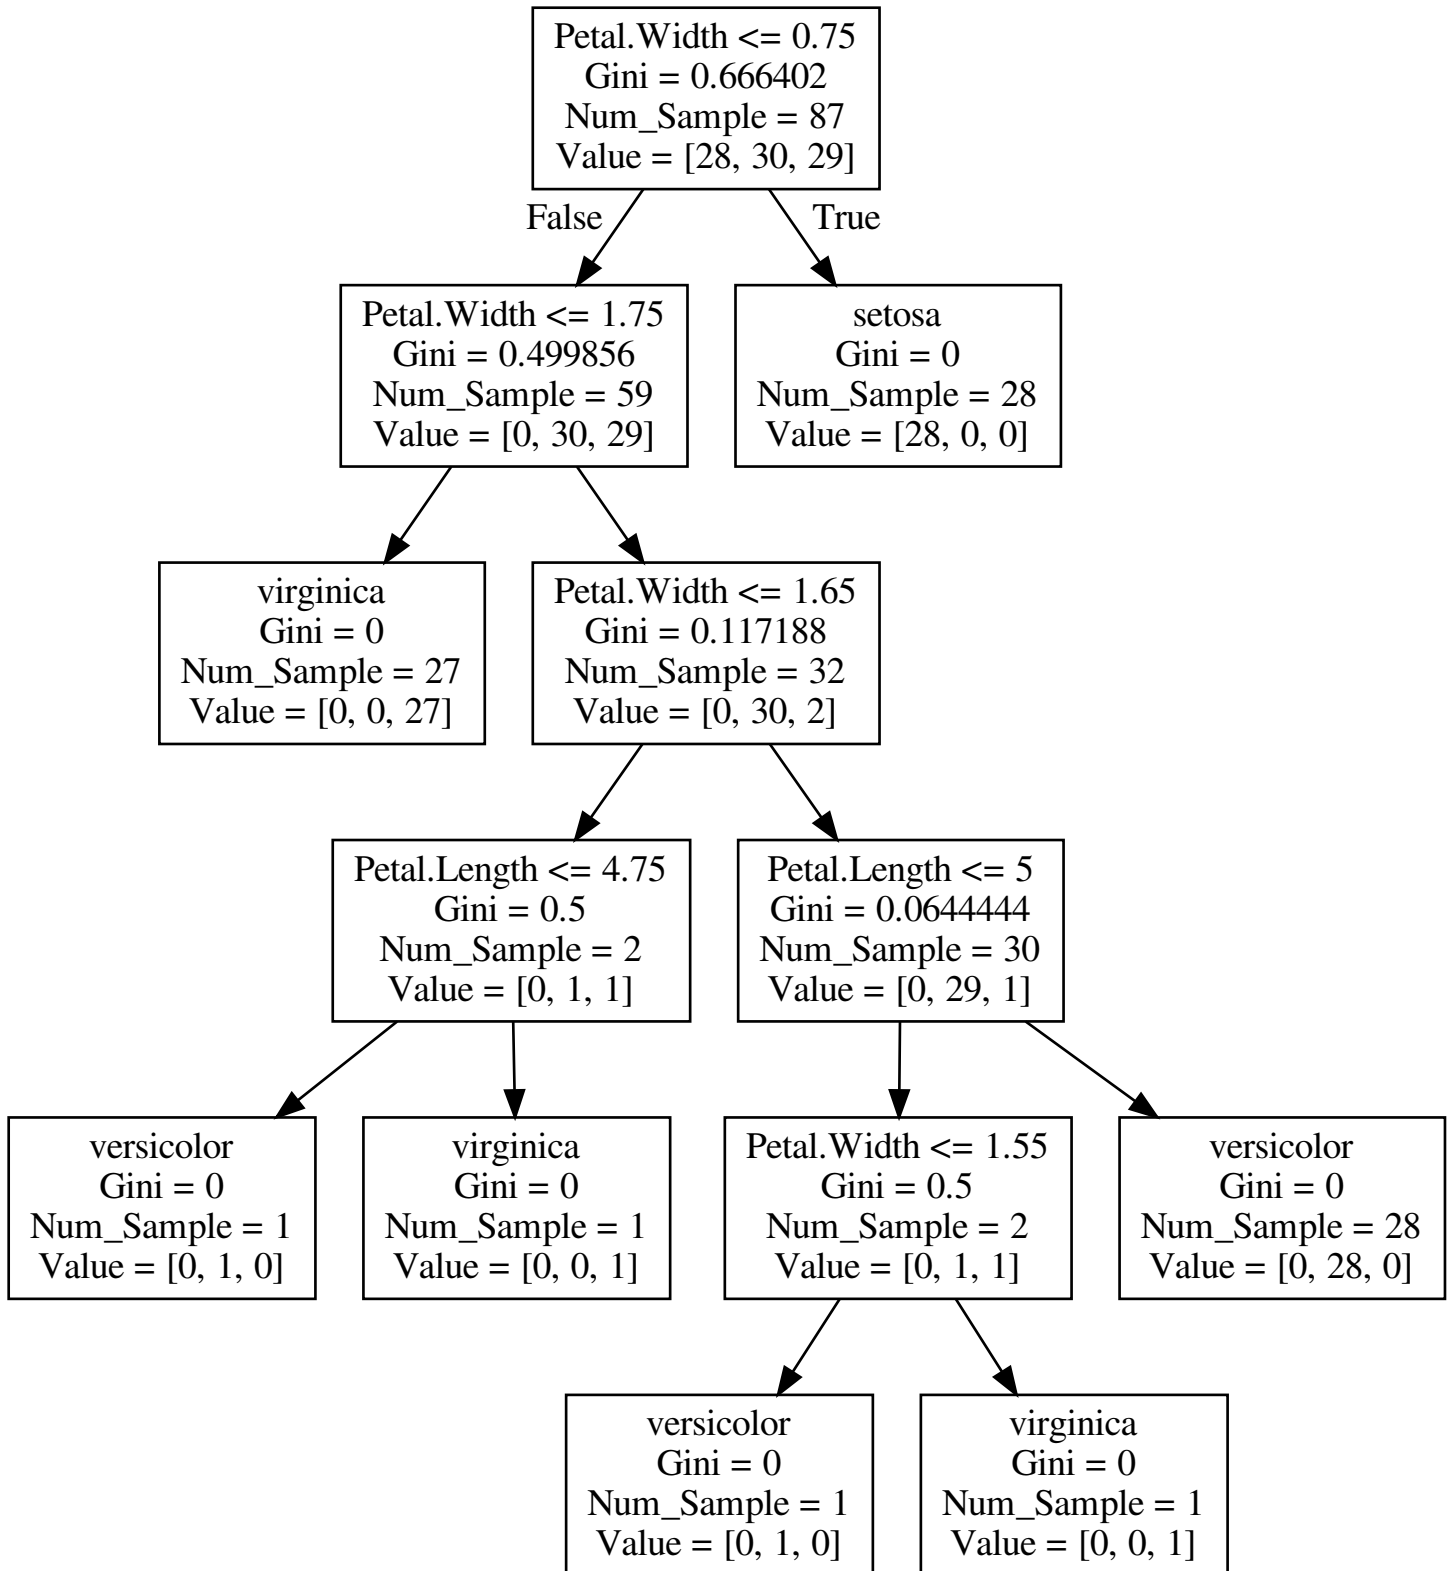 Petal.Width <= 0.75
Gini = 0.666402
Num_Sample = 87
Value = [28, 30, 29]
False
True
Petal.Width <= 1.75
Gini = 0.499856
Num_Sample = 59
Value = [0, 30, 29]
setosa
Gini = 0
Num_Sample = 28
Value = [28, 0, 0]
virginica
Gini = 0
Num_Sample = 27
Value = [0, 0, 27]
Petal.Width <= 1.65
Gini = 0.117188
Num_Sample = 32
Value = [0, 30, 2]
Petal.Length <= 4.75
Gini = 0.5
Num_Sample = 2
Value = [0, 1, 1]
Petal.Length <= 5
Gini = 0.0644444
Num_Sample = 30
Value = [0, 29, 1]
versicolor
Gini = 0
Num_Sample = 1
Value = [0, 1, 0]
virginica
Gini = 0
Num_Sample = 1
Value = [0, 0, 1]
Petal.Width <= 1.55
Gini = 0.5
Num_Sample = 2
Value = [0, 1, 1]
versicolor
Gini = 0
Num_Sample = 28
Value = [0, 28, 0]
versicolor
Gini = 0
Num_Sample = 1
Value = [0, 1, 0]
virginica
Gini = 0
Num_Sample = 1
Value = [0, 0, 1]